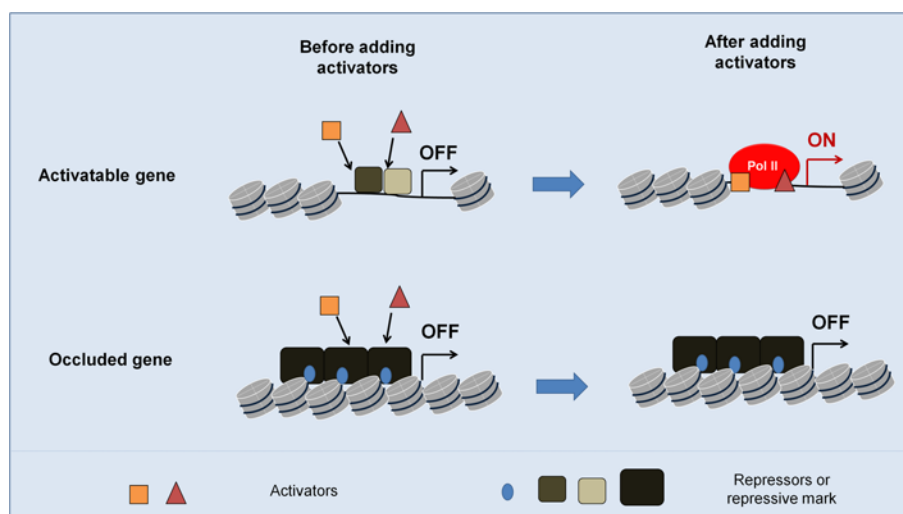 Before adding
activators
After adding
activators
Activatable gene
OFF
Pol II
ON
Occluded gene
OFF
OFF
Activators
Repressors or
repressive mark